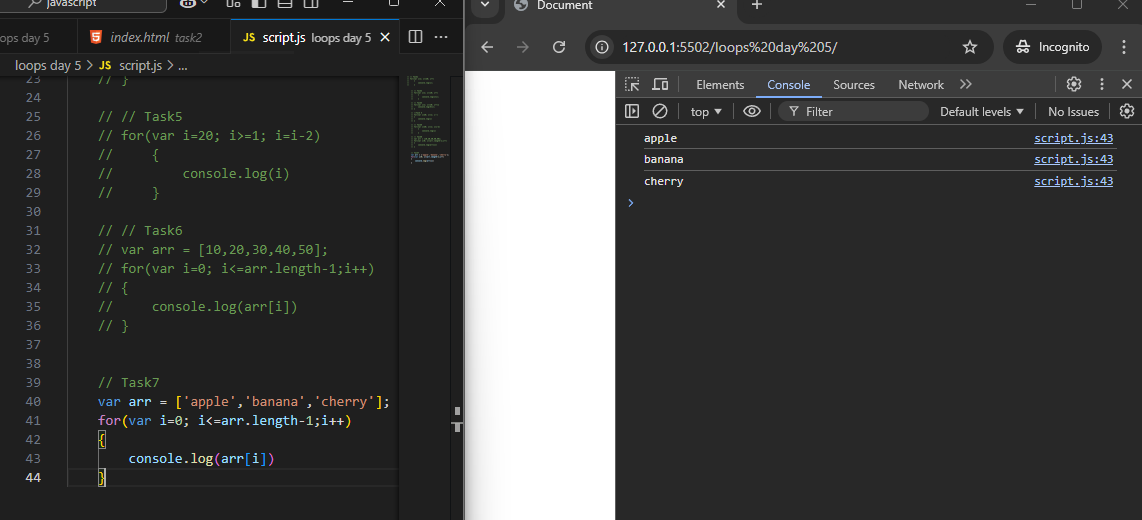 javascript
ops day 5
index.html task2
JS script.js loops day 5
loops day 5 > JS script.js > ...
23 // }
24
25 // // Task5
26 // for(var i=20; i>=1; i=i-2)
27 //     {
28 //         console.log(i)
29 //     }
30
31 // // Task6
32 // var arr = [10,20,30,40,50];
33 // for(var i=0; i<=arr.length-1;i++)
34 // {
35 //     console.log(arr[i])
36 // }
37
38
39 // Task7
40 var arr = ['apple','banana','cherry'];
41 for(var i=0; i<=arr.length-1;i++)
42 {
43     console.log(arr[i])
44 }
Document
127.0.0.1:5502/loops%20day%205/
Incognito
Elements Console Sources Network
top Filter Default levels No Issues
apple script.js:43
banana script.js:43
cherry script.js:43